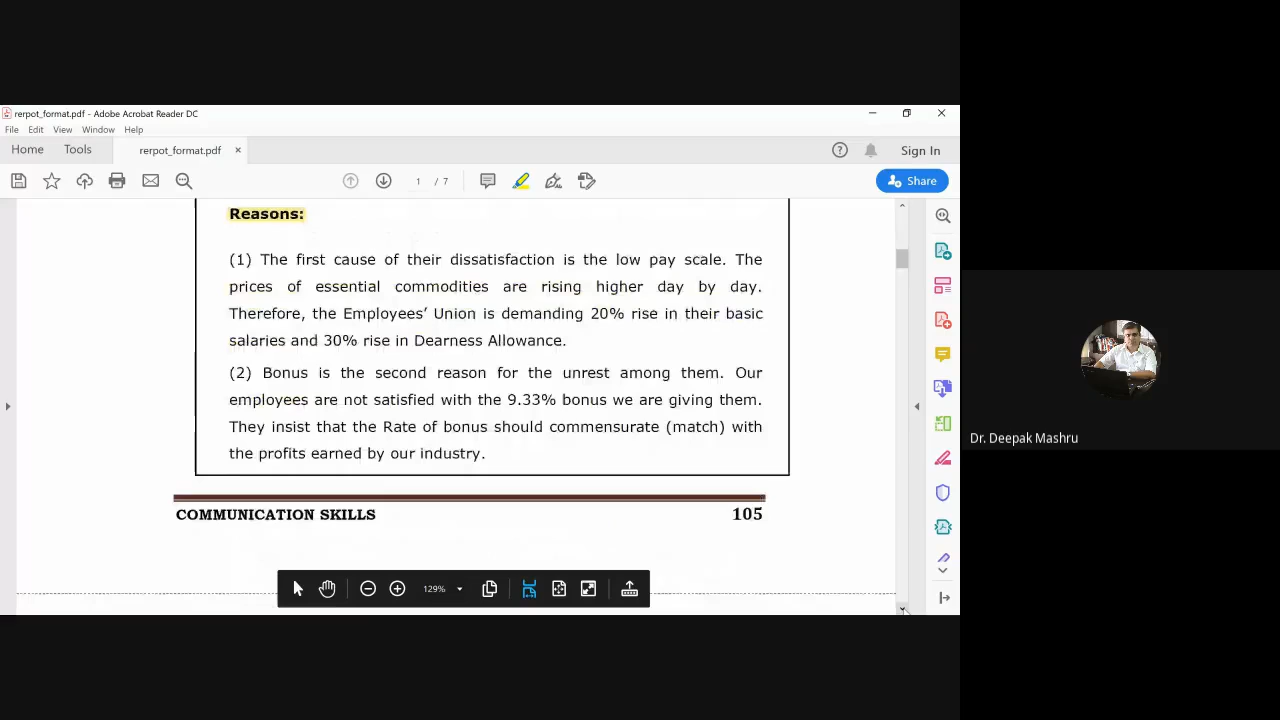 rerpot_format.pdf - Adobe Acrobat Reader DC
File Edit View Window Help
Home Tools rerpot_format.pdf × Sign In
1 / 7 Share
Reasons:
(1) The first cause of their dissatisfaction is the low pay scale. The
prices of essential commodities are rising higher day by day.
Therefore, the Employees’ Union is demanding 20% rise in their basic
salaries and 30% rise in Dearness Allowance.
(2) Bonus is the second reason for the unrest among them. Our
employees are not satisfied with the 9.33% bonus we are giving them.
They insist that the Rate of bonus should commensurate (match) with
the profits earned by our industry.
COMMUNICATION SKILLS 105
129%
Dr. Deepak Mashru